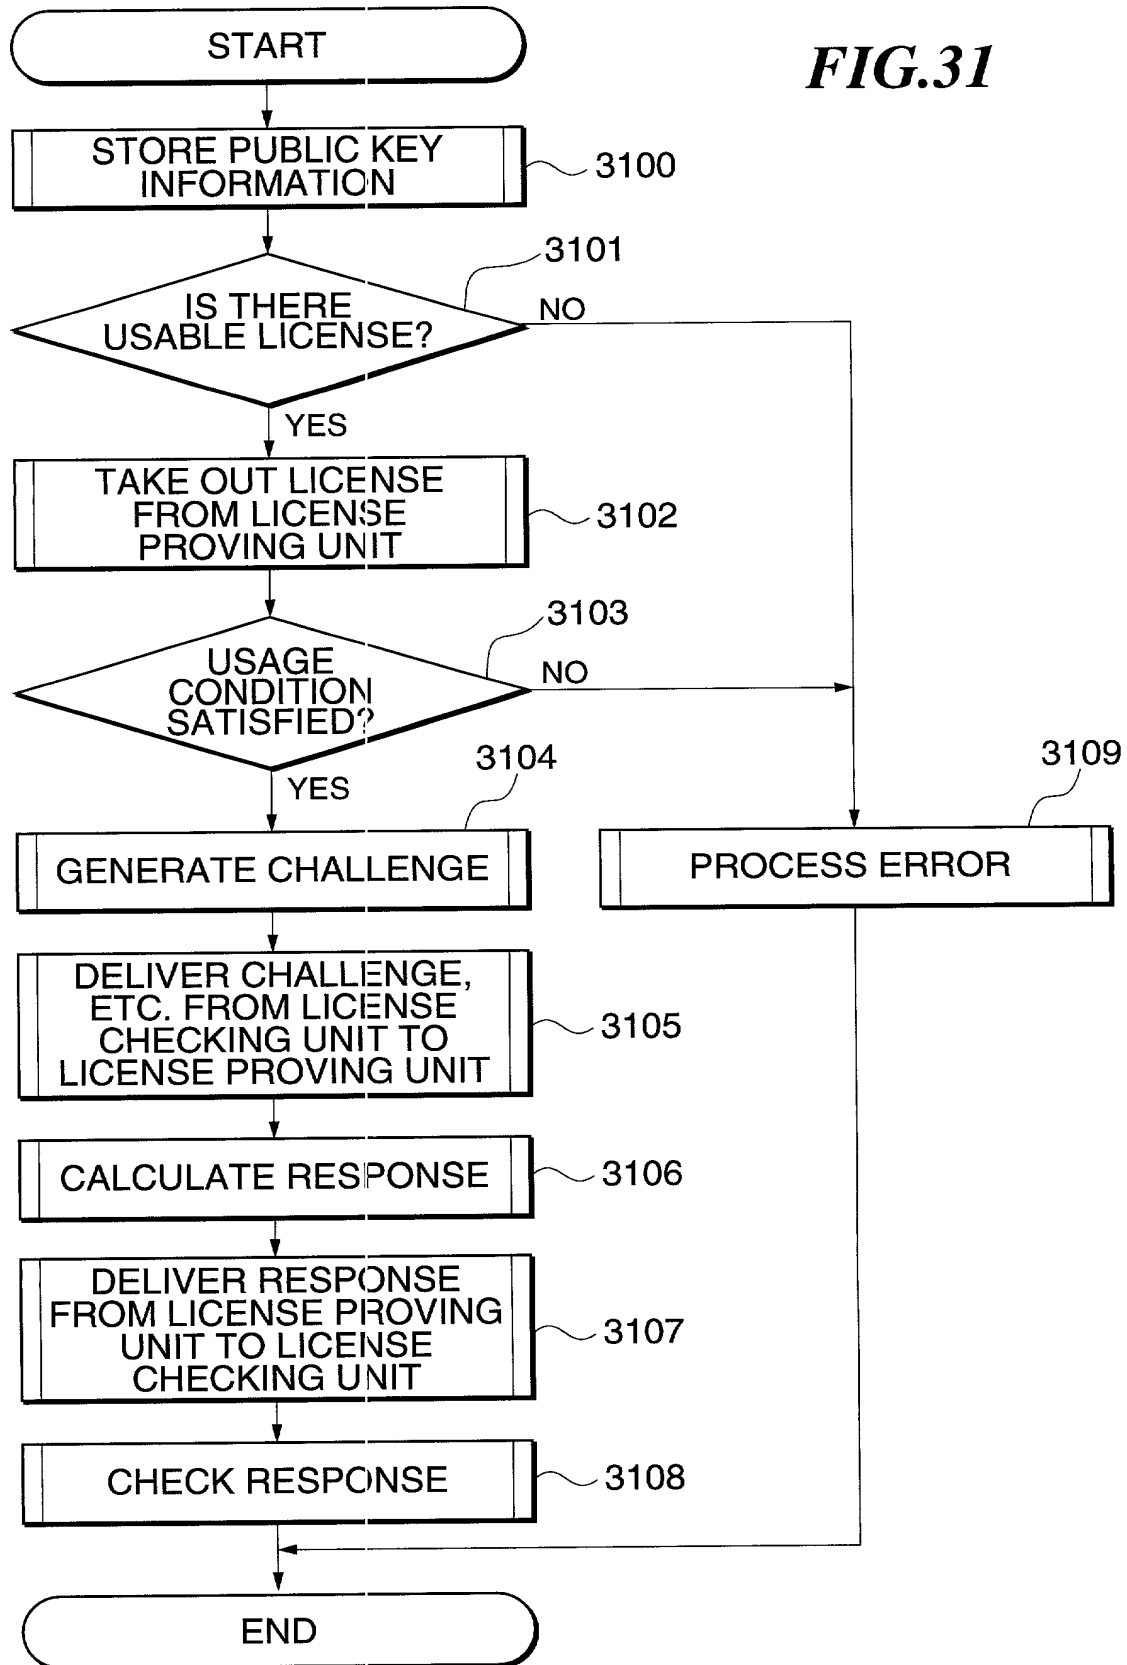 START
FIG.31
STORE PUBLIC KEY
INFORMATION
3100
3101
IS THERE
USABLE LICENSE?
NO
YES
TAKE OUT LICENSE
FROM LICENSE
PROVING UNIT
3102
3103
USAGE
CONDITION
SATISFIED?
NO
YES
3104
GENERATE CHALLENGE
3109
PROCESS ERROR
DELIVER CHALLENGE,
ETC. FROM LICENSE
CHECKING UNIT TO
LICENSE PROVING UNIT
3105
CALCULATE RESPONSE
3106
DELIVER RESPONSE
FROM LICENSE PROVING
UNIT TO LICENSE
CHECKING UNIT
3107
CHECK RESPONSE
3108
END